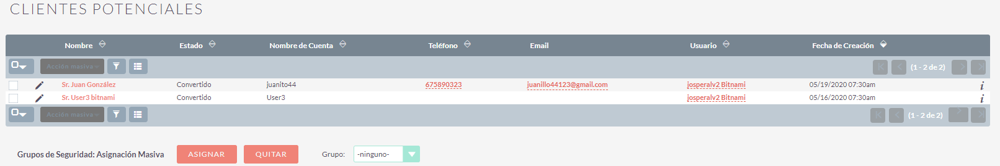 CLIENTES POTENCIALES
Nombre Estado Nombre de Cuenta Teléfono Email Usuario Fecha de Creación
Acción masiva (1 - 2 de 2)
Sr. Juan González Convertido juanito44 675890323 juanillo44123@gmail.com josperalv2 Bitnami 05/19/2020 07:30am i
Sr. User3 bitnami Convertido User3 josperalv2 Bitnami 05/16/2020 07:30am i
Acción masiva (1 - 2 de 2)
Grupos de Seguridad: Asignación Masiva ASIGNAR QUITAR Grupo: -ninguno-